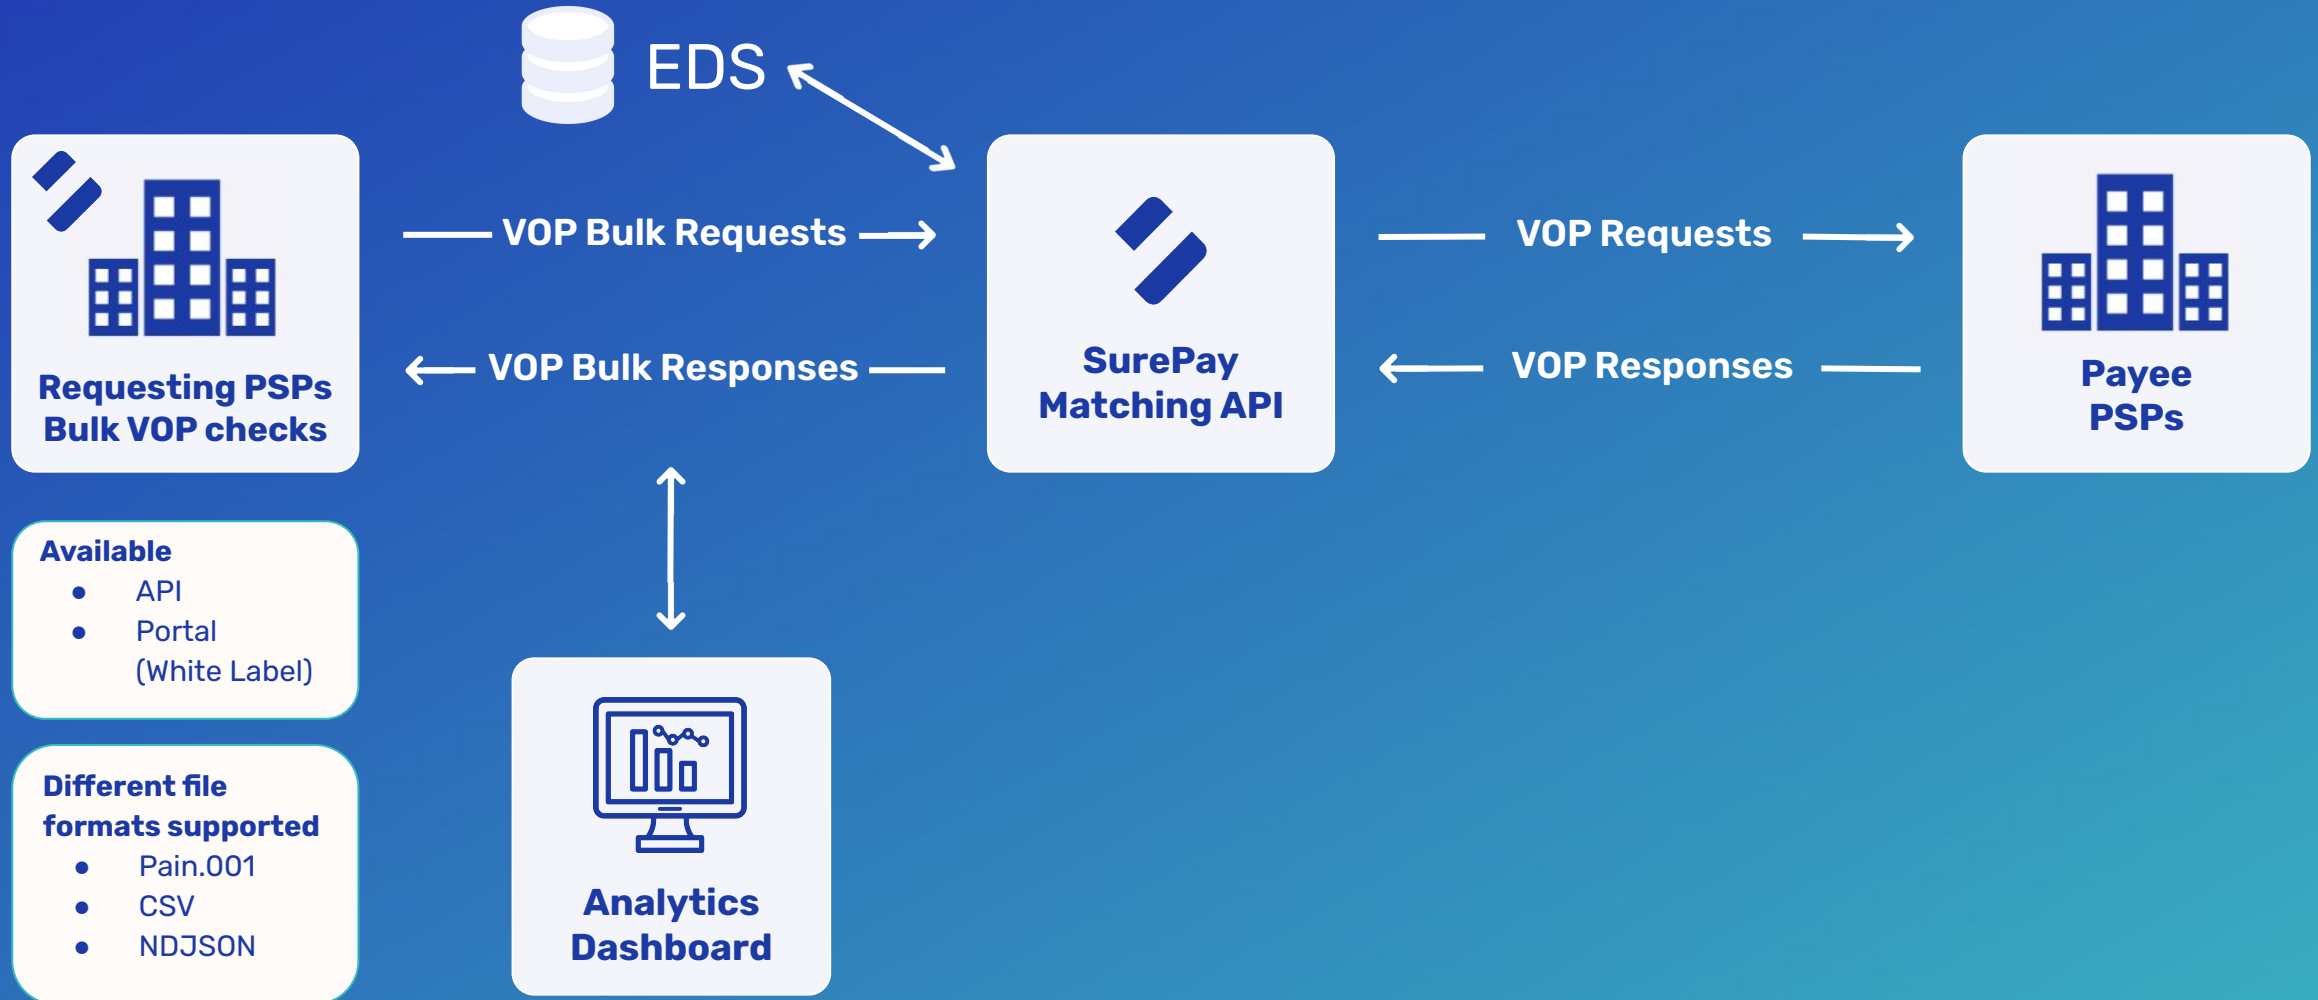 EDS
Requesting PSPs
Bulk VOP checks
VOP Bulk Requests
VOP Bulk Responses
SurePay
Matching API
VOP Requests
VOP Responses
Payee
PSPs
Available
● API
● Portal
(White Label)
Different file
formats supported
● Pain.001
● CSV
● NDJSON
Analytics
Dashboard